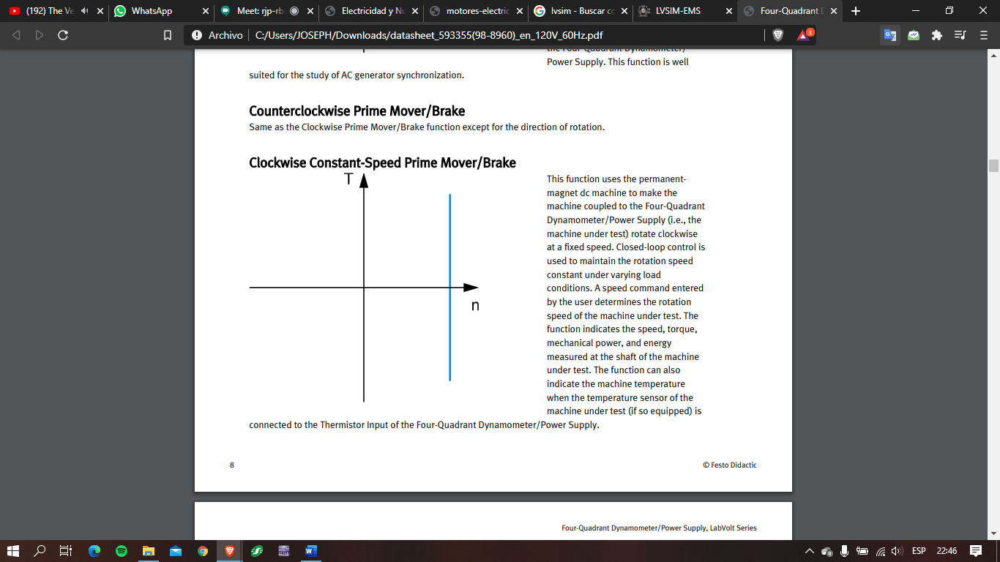 (192) The Ve
WhatsApp
Meet: rjp-rb
Electricidad y Nu
motores-electric
lvsim - Buscar co
LVSIM-EMS
Four-Quadrant D
Archivo
C:/Users/JOSEPH/Downloads/datasheet_593355(98-8960)_en_120V_60Hz.pdf
3
the Four-Quadrant Dynamometer/
Power Supply. This function is well
suited for the study of AC generator synchronization.
Counterclockwise Prime Mover/Brake
Same as the Clockwise Prime Mover/Brake function except for the direction of rotation.
Clockwise Constant-Speed Prime Mover/Brake
T
n
This function uses the permanent-
magnet dc machine to make the
machine coupled to the Four-Quadrant
Dynamometer/Power Supply (i.e., the
machine under test) rotate clockwise
at a fixed speed. Closed-loop control is
used to maintain the rotation speed
constant under varying load
conditions. A speed command entered
by the user determines the rotation
speed of the machine under test. The
function indicates the speed, torque,
mechanical power, and energy
measured at the shaft of the machine
under test. The function can also
indicate the machine temperature
when the temperature sensor of the
machine under test (if so equipped) is
connected to the Thermistor Input of the Four-Quadrant Dynamometer/Power Supply.
8
© Festo Didactic
Four-Quadrant Dynamometer/Power Supply, LabVolt Series
ESP
22:46